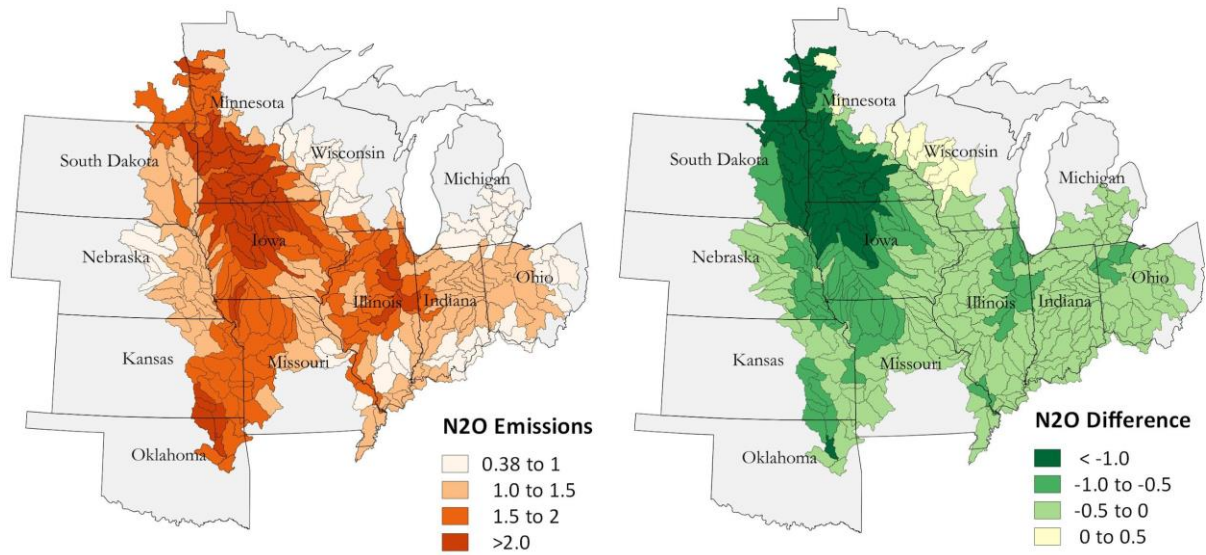 Minnesota
South Dakota
Wisconsin
Michigan
Iowa
Nebraska
Ohio
Illinois
Indiana
Kansas
Missouri
Oklahoma
N2O Emissions
0.38 to 1
1.0 to 1.5
1.5 to 2
>2.0
Minnesota
South Dakota
Wisconsin
Michigan
Iowa
Nebraska
Ohio
Illinois
Indiana
Kansas
Missouri
Oklahoma
N2O Difference
< -1.0
-1.0 to -0.5
-0.5 to 0
0 to 0.5